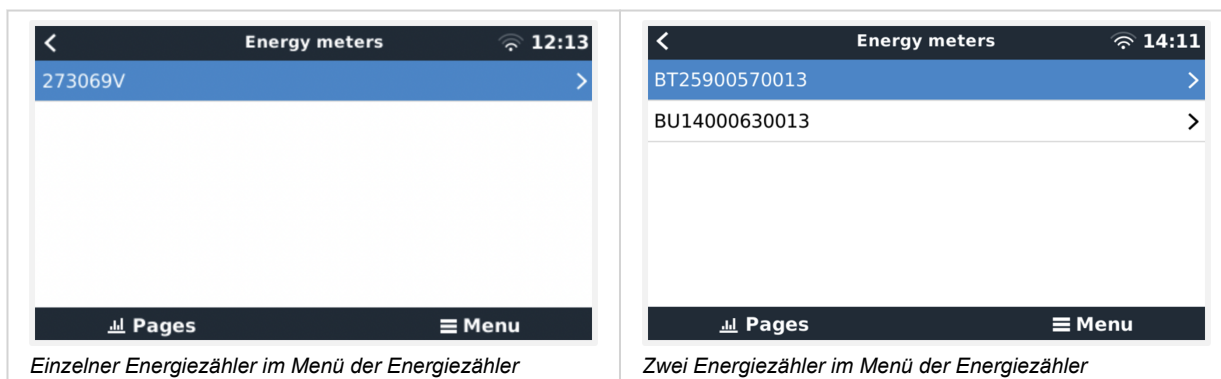 Energy meters 12:13
273069V
Pages Menu
Einzelner Energiezähler im Menü der Energiezähler
Energy meters 14:11
BT25900570013
BU14000630013
Pages Menu
Zwei Energiezähler im Menü der Energiezähler